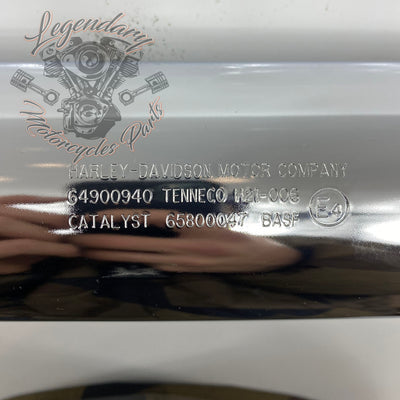 Legendary
Motorcycles Parts
HARLEY-DAVIDSON MOTOR COMPANY
64900940 TENNECO H21-006
CATALYST 65800047 BASF E4